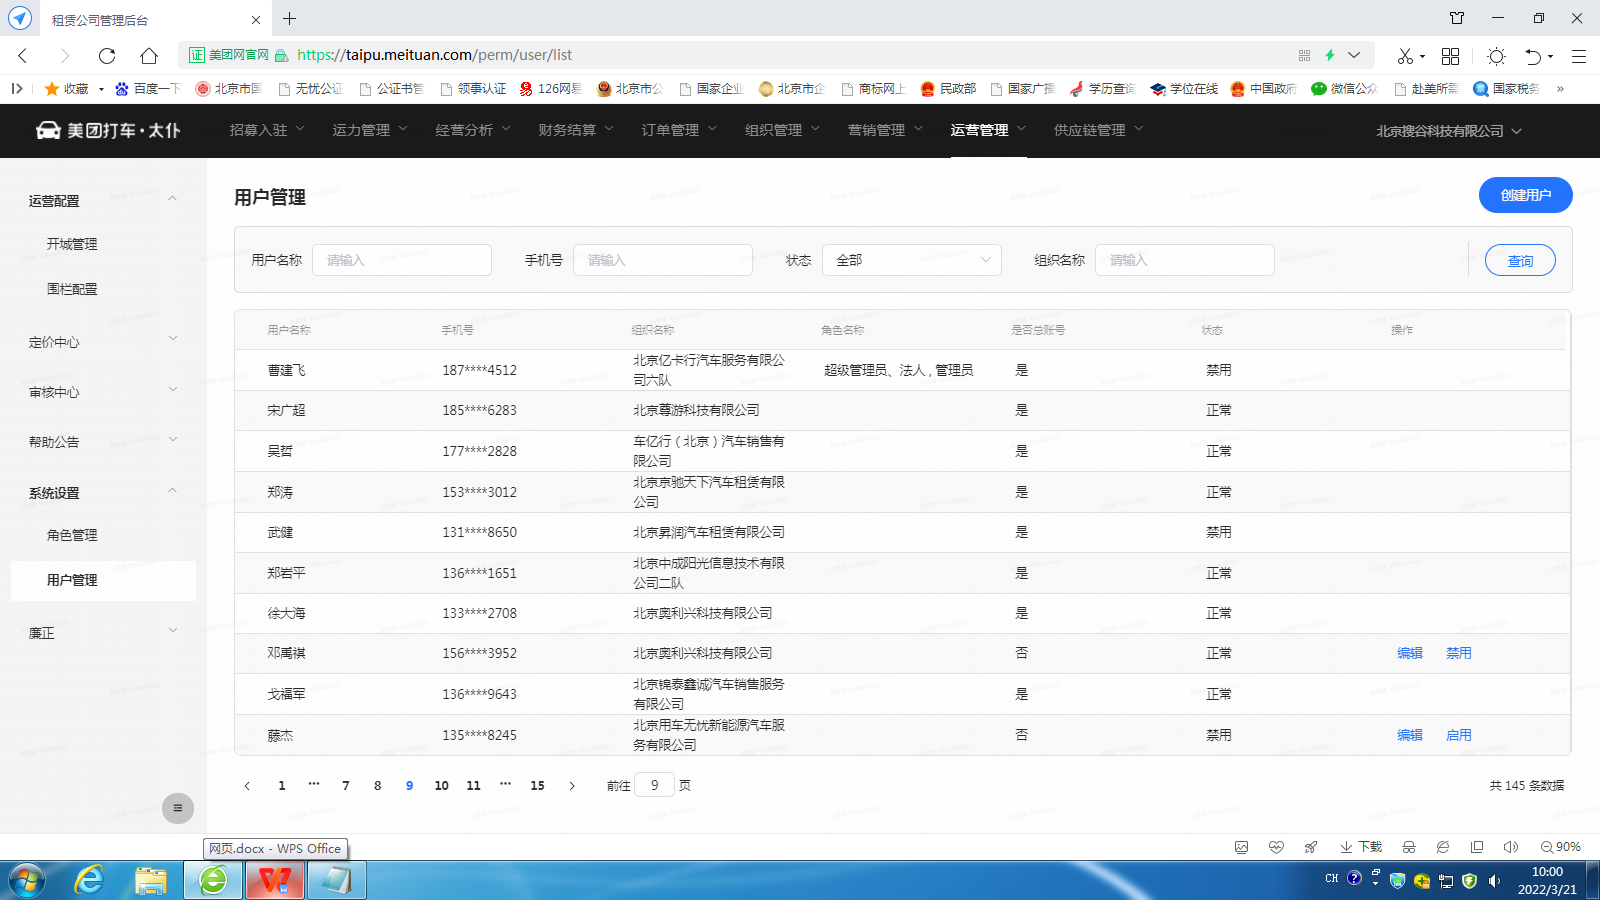 租赁公司管理后台
证 美团网官网 https://taipu.meituan.com/perm/user/list
收藏 百度一下 北京市国 无忧公证 公证书管 领事认证 126网易 北京市公 国家企业 北京市企 商标网上 民政部 国家广播 学历查询 学位在线 中国政府 微信公众 赴美所需 国家税务 »
美团打车·太仆 招募入驻 运力管理 经营分析 财务结算 订单管理 组织管理 营销管理 运营管理 供应链管理 北京搜谷科技有限公司
运营配置
开城管理
围栏配置
定价中心
审核中心
帮助公告
系统设置
角色管理
用户管理
廉正
用户管理 创建用户
用户名称 请输入 手机号 请输入 状态 全部 组织名称 请输入 查询
用户名称 手机号 组织名称 角色名称 是否总账号 状态 操作
曹建飞 187****4512 北京亿卡行汽车服务有限公司六队 超级管理员、法人 , 管理员 是 禁用
宋广超 185****6283 北京尊游科技有限公司 是 正常
吴哲 177****2828 车亿行（北京）汽车销售有限公司 是 正常
郑涛 153****3012 北京京驰天下汽车租赁有限公司 是 正常
武健 131****8650 北京昇润汽车租赁有限公司 是 禁用
郑岩平 136****1651 北京中成阳光信息技术有限公司二队 是 正常
徐大海 133****2708 北京奥利兴科技有限公司 是 正常
邓禹祺 156****3952 北京奥利兴科技有限公司 否 正常 编辑 禁用
戈福军 136****9643 北京锦泰鑫诚汽车销售服务有限公司 是 正常
藤杰 135****8245 北京用车无忧新能源汽车服务有限公司 否 禁用 编辑 启用
1 ··· 7 8 9 10 11 ··· 15 前往 9 页 共 145 条数据
网页.docx - WPS Office
下载 90%
CH 10:00
2022/3/21